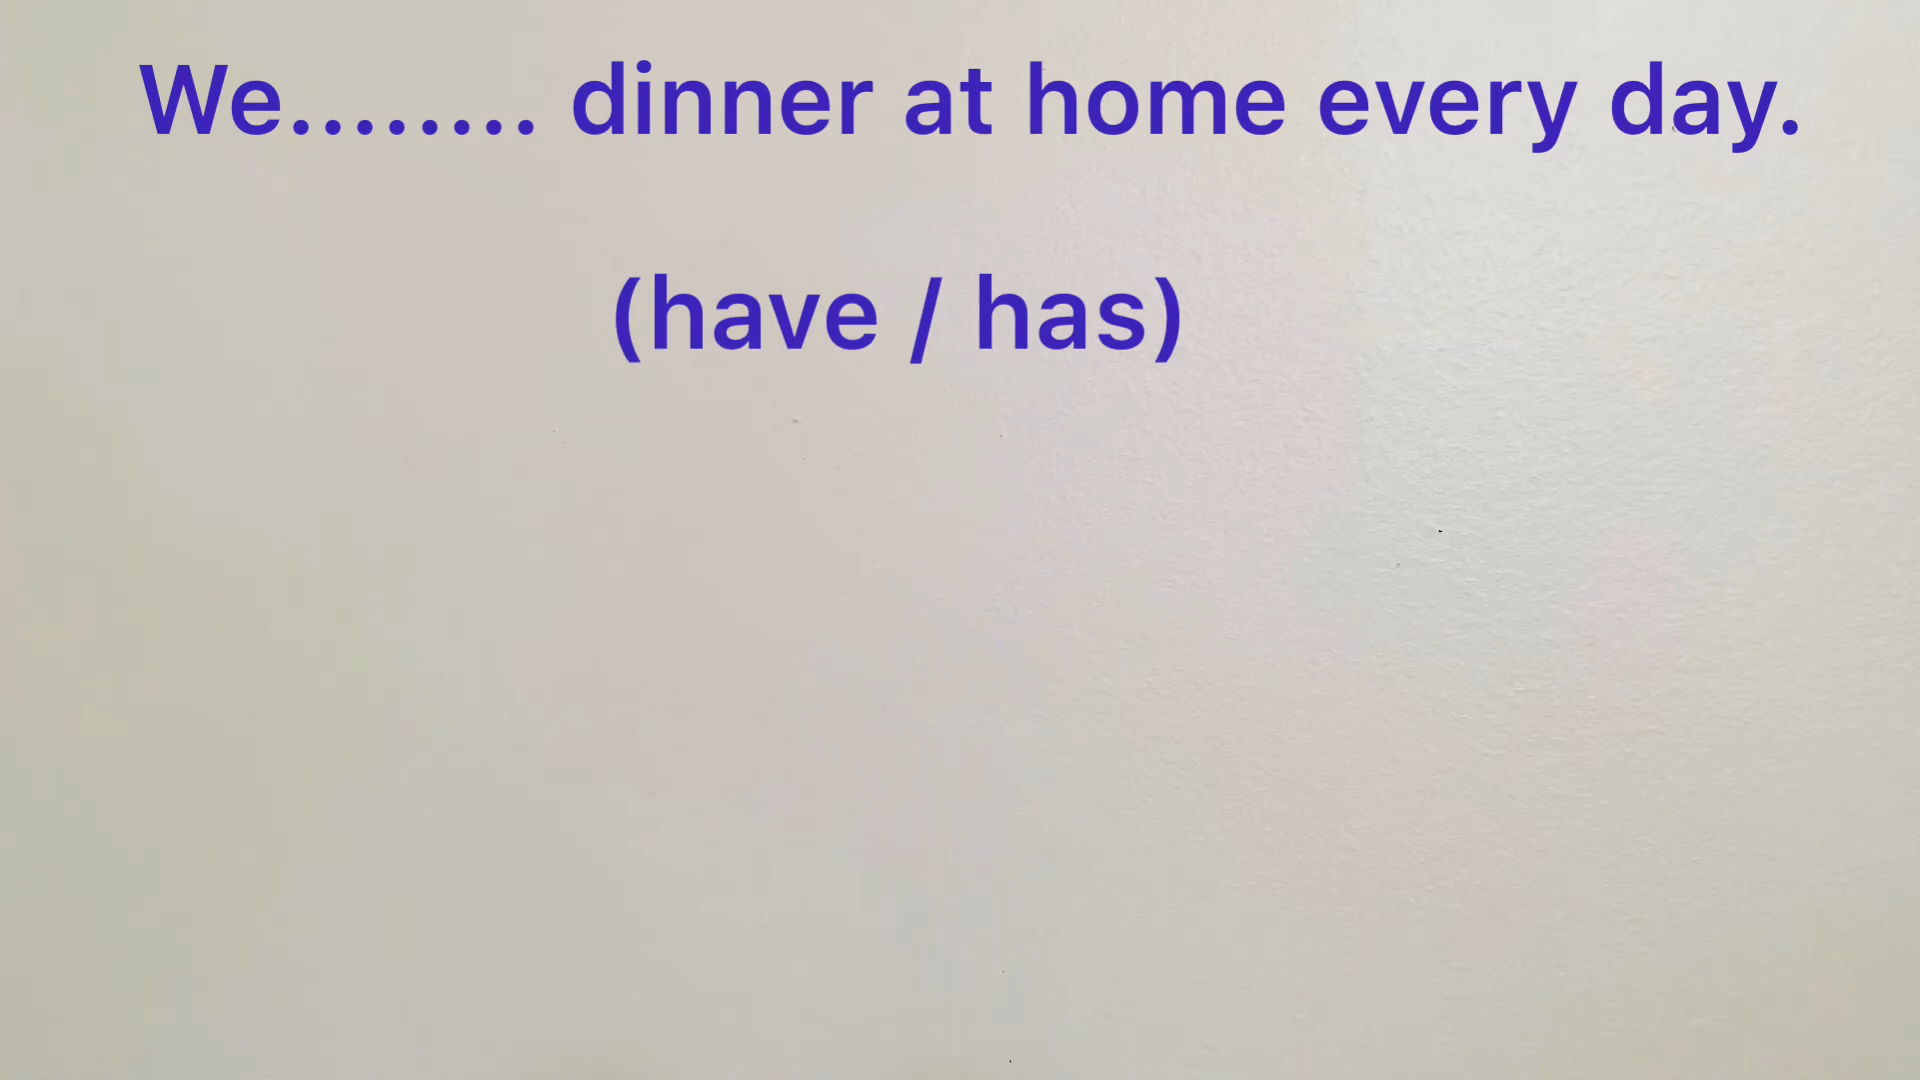 We........ dinner at home every day.
(have / has)